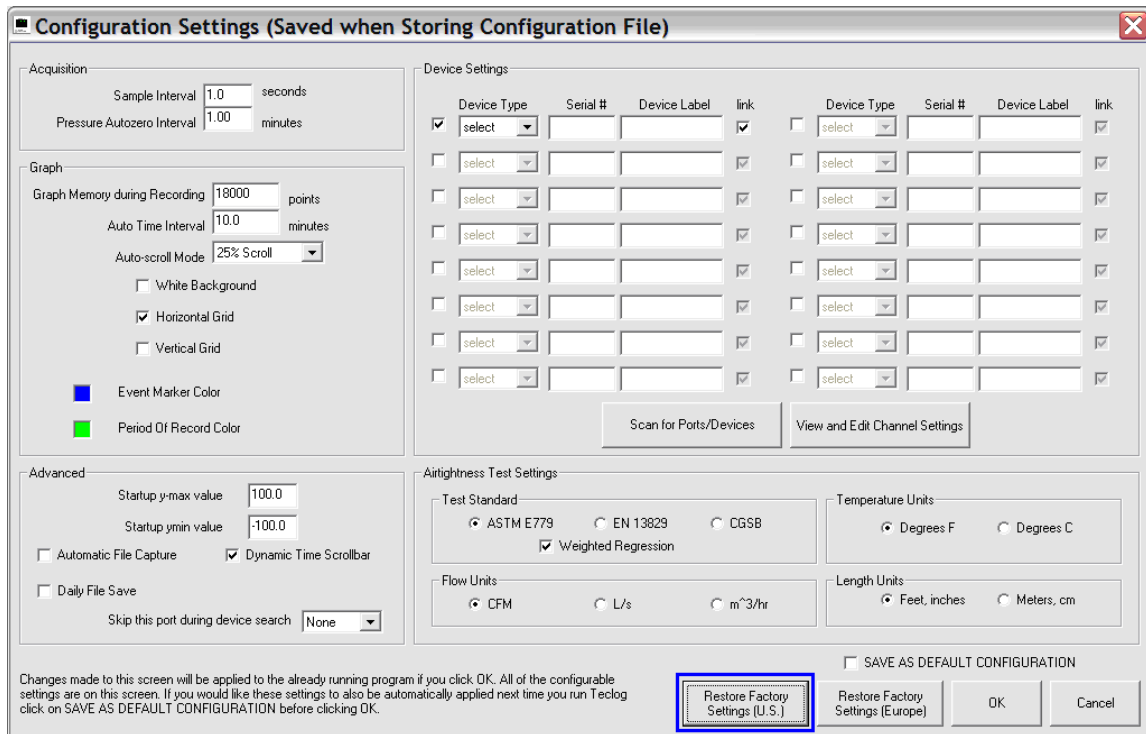 Configuration Settings (Saved when Storing Configuration File)
Acquisition
Sample Interval 1.0 seconds
Pressure Autozero Interval 1.00 minutes
Graph
Graph Memory during Recording 18000 points
Auto Time Interval 10.0 minutes
Auto-scroll Mode 25% Scroll
White Background
Horizontal Grid
Vertical Grid
Event Marker Color
Period Of Record Color
Advanced
Startup y-max value 100.0
Startup ymin value -100.0
Automatic File Capture Dynamic Time Scrollbar
Daily File Save
Skip this port during device search None
Device Settings
Device Type Serial # Device Label link Device Type Serial # Device Label link
select select
select select
select select
select select
select select
select select
select select
select select
Scan for Ports/Devices View and Edit Channel Settings
Airtightness Test Settings
Test Standard
ASTM E779 EN 13829 CGSB
Weighted Regression
Temperature Units
Degrees F Degrees C
Flow Units
CFM L/s m^3/hr
Length Units
Feet, inches Meters, cm
SAVE AS DEFAULT CONFIGURATION
Changes made to this screen will be applied to the already running program if you click OK. All of the configurable
settings are on this screen. If you would like these settings to also be automatically applied next time you run Teclog
click on SAVE AS DEFAULT CONFIGURATION before clicking OK.
Restore Factory
Settings (U.S.)
Restore Factory
Settings (Europe)
OK
Cancel